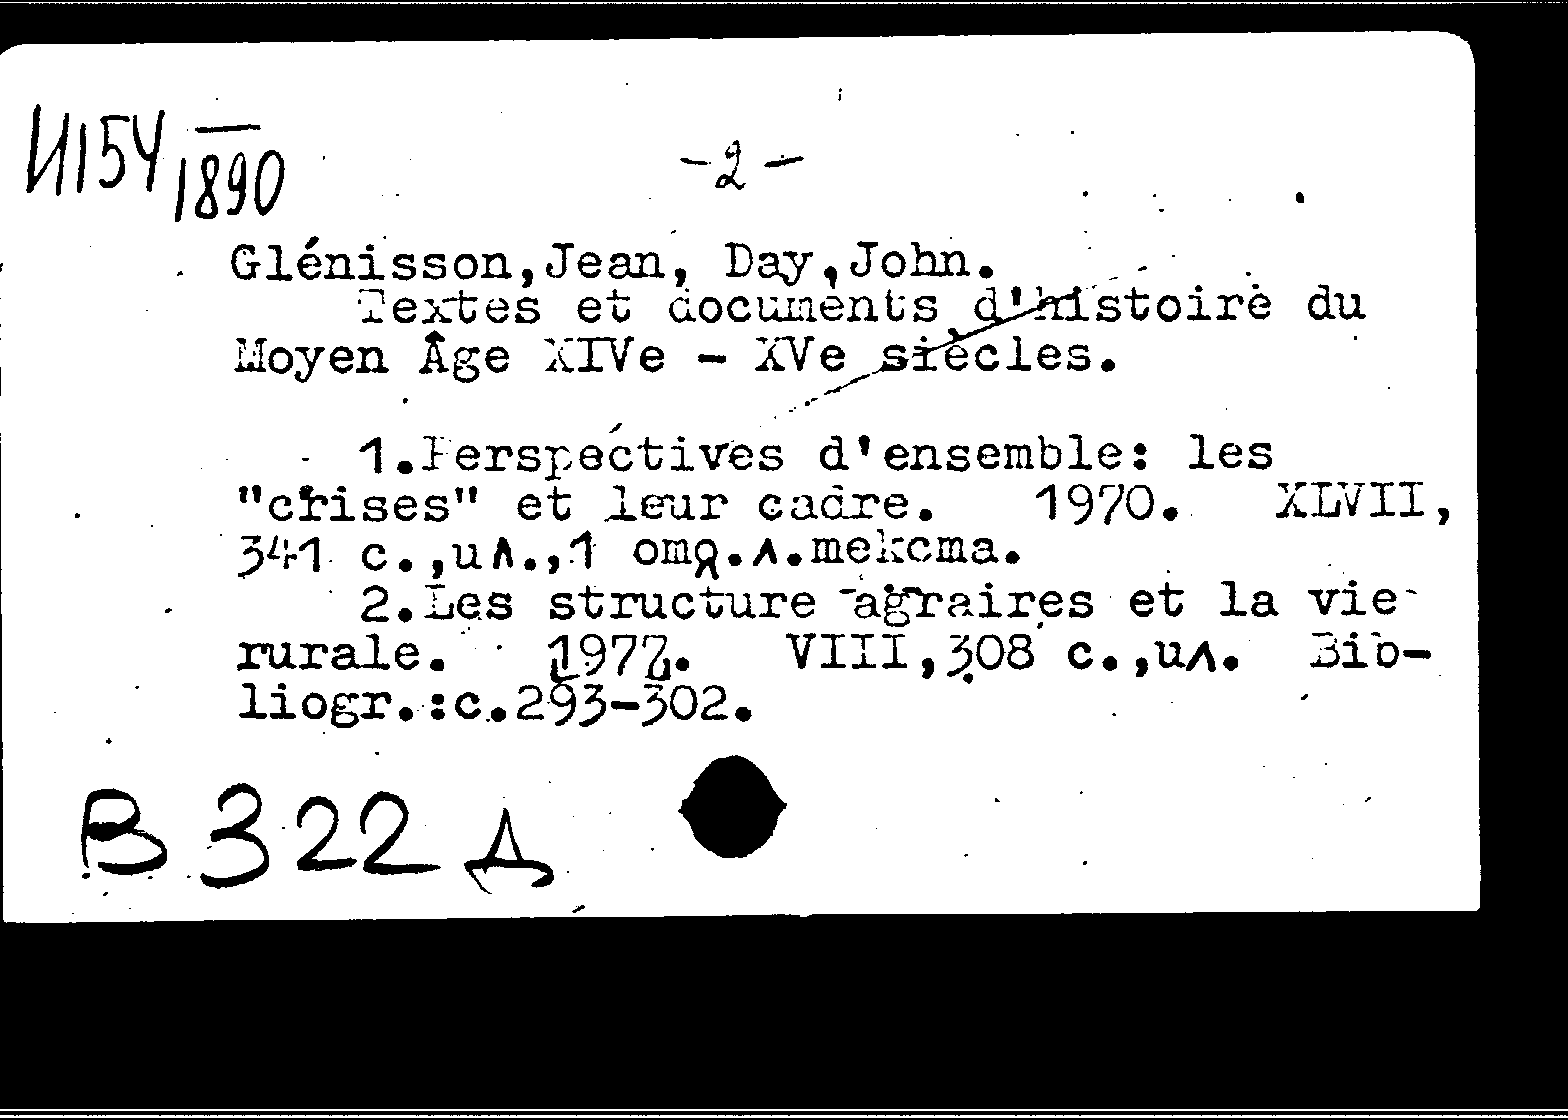 И154 —
1890
-2-
Glénisson,Jean, Day,John.
Textes et documents d'histoire du
Moyen Âge XIVe - XVe siècles.
1.Perspectives d'ensemble: les
"crises" et leur cadre. 1970. XLVII,
341 с.,ил.,1 отд.л.текста.
2.Les structure agraires et la vie
rurale. 1977. VIII,308 с.,ил. Bib-
liogr.:с.293-302.
В 322 Д